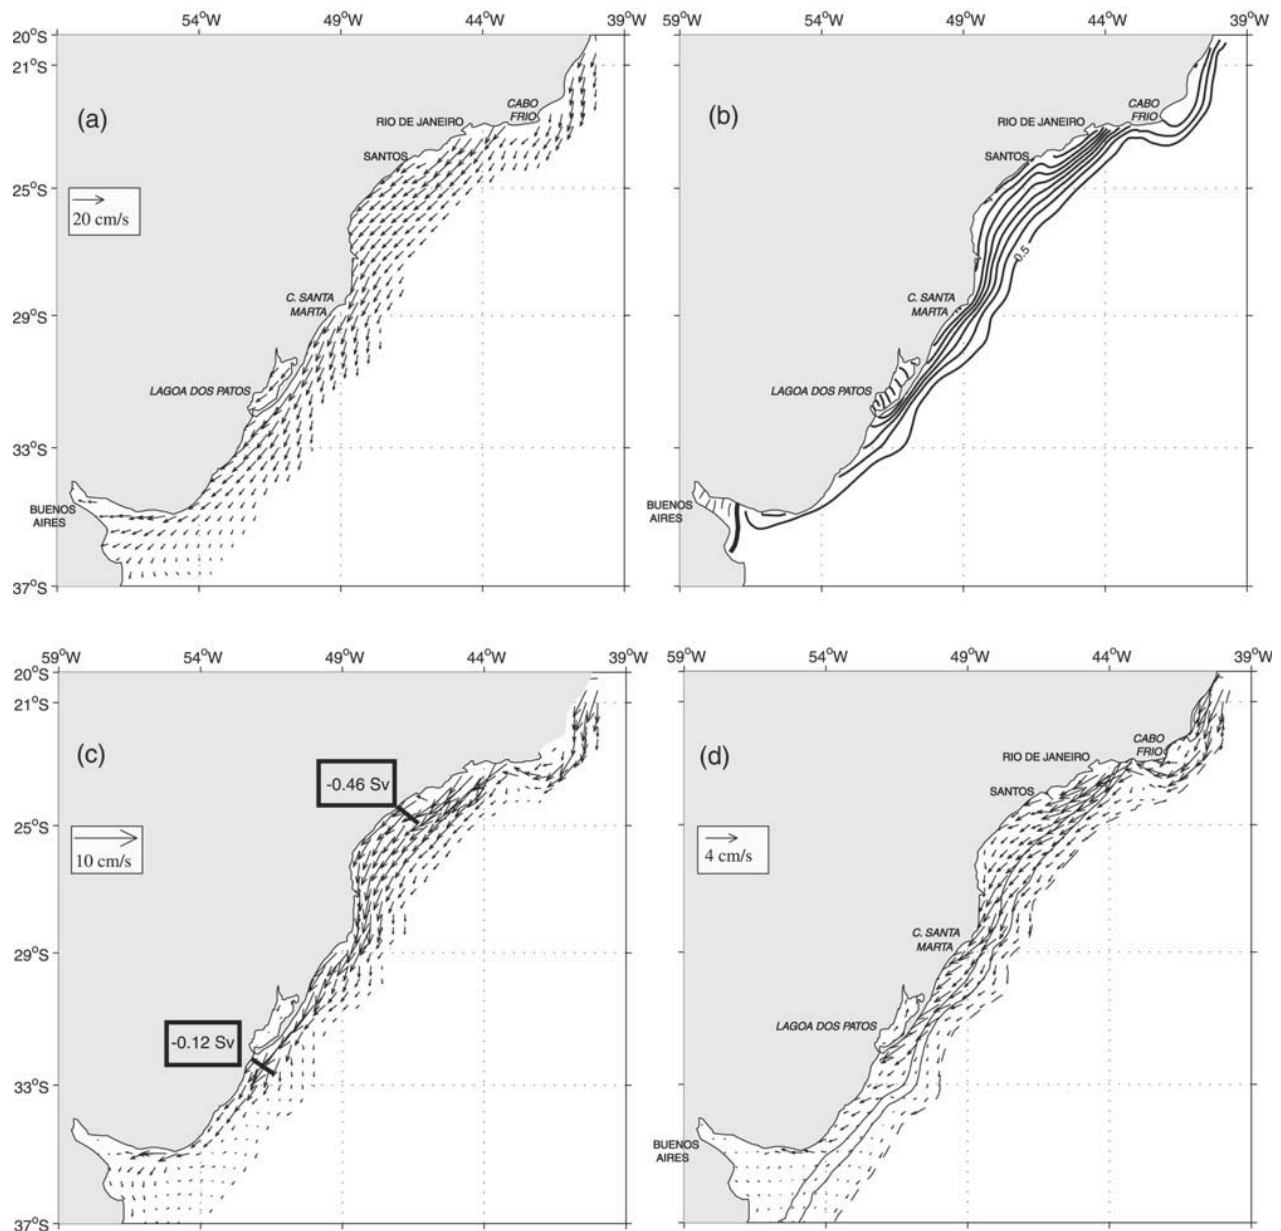 54°W 49°W 44°W 39°W
59°W 54°W 49°W 44°W 39°W
20°S
21°S
25°S
29°S
33°S
37°S
(a)
CABO
FRIO
RIO DE JANEIRO
SANTOS
20 cm/s
C. SANTA
MARTA
LAGOA DOS PATOS
BUENOS
AIRES
(b)
CABO
FRIO
RIO DE JANEIRO
SANTOS
0.5
C. SANTA
MARTA
LAGOA DOS PATOS
BUENOS
AIRES
59°W 54°W 49°W 44°W 39°W
59°W 54°W 49°W 44°W 39°W
20°S
21°S
25°S
29°S
33°S
37°S
(c)
-0.46 Sv
10 cm/s
-0.12 Sv
(d)
CABO
FRIO
RIO DE JANEIRO
SANTOS
4 cm/s
C. SANTA
MARTA
LAGOA DOS PATOS
BUENOS
AIRES